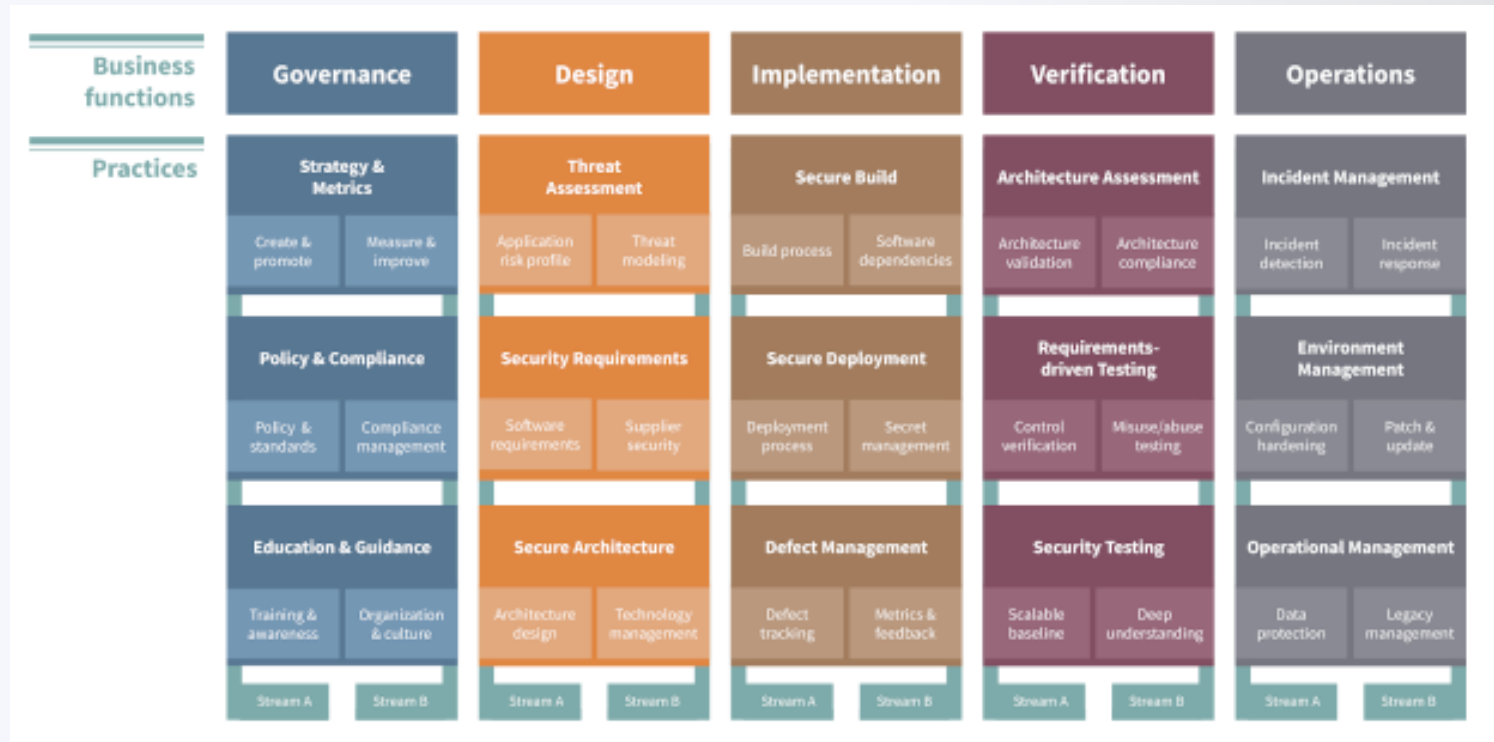 Business
functions
Governance
Design
Implementation
Verification
Operations
Practices
Strategy &
Metrics
Create &
promote
Measure &
improve
Policy & Compliance
Policy &
standards
Compliance
management
Education & Guidance
Training &
awareness
Organization
& culture
Stream A
Stream B
Threat
Assessment
Application
risk profile
Threat
modeling
Security Requirements
Software
requirements
Supplier
security
Secure Architecture
Architecture
design
Technology
management
Stream A
Stream B
Secure Build
Build process
Software
dependencies
Secure Deployment
Deployment
process
Secret
management
Defect Management
Defect
tracking
Metrics &
feedback
Stream A
Stream B
Architecture Assessment
Architecture
validation
Architecture
compliance
Requirements-
driven Testing
Control
verification
Misuse/abuse
testing
Security Testing
Scalable
baseline
Deep
understanding
Stream A
Stream B
Incident Management
Incident
detection
Incident
response
Environment
Management
Configuration
hardening
Patch &
update
Operational Management
Data
protection
Legacy
management
Stream A
Stream B